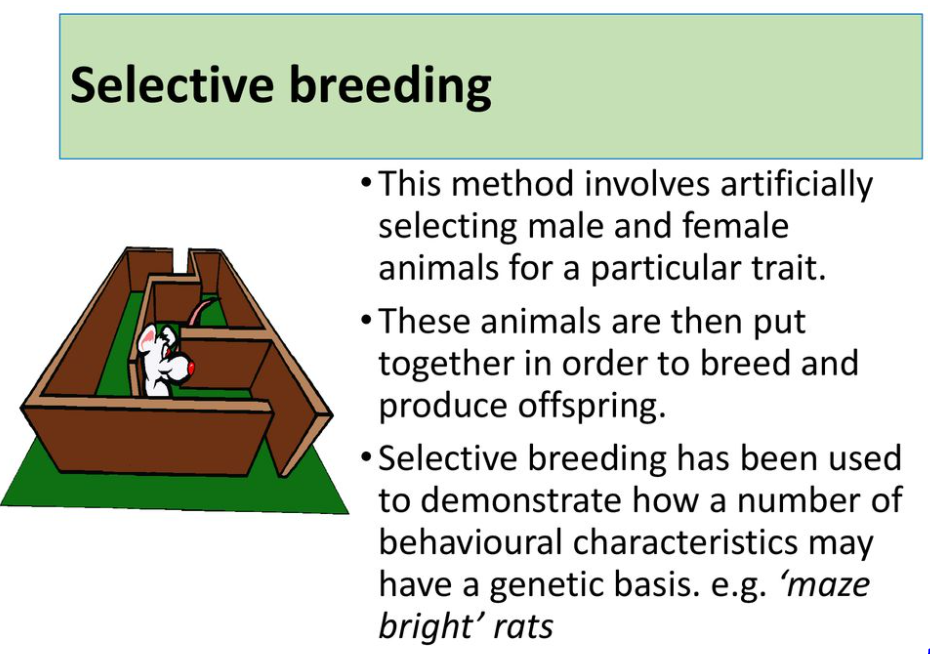 Selective breeding
•This method involves artificially
selecting male and female
animals for a particular trait.
•These animals are then put
together in order to breed and
produce offspring.
•Selective breeding has been used
to demonstrate how a number of
behavioural characteristics may
have a genetic basis. e.g. ‘maze
bright’ rats